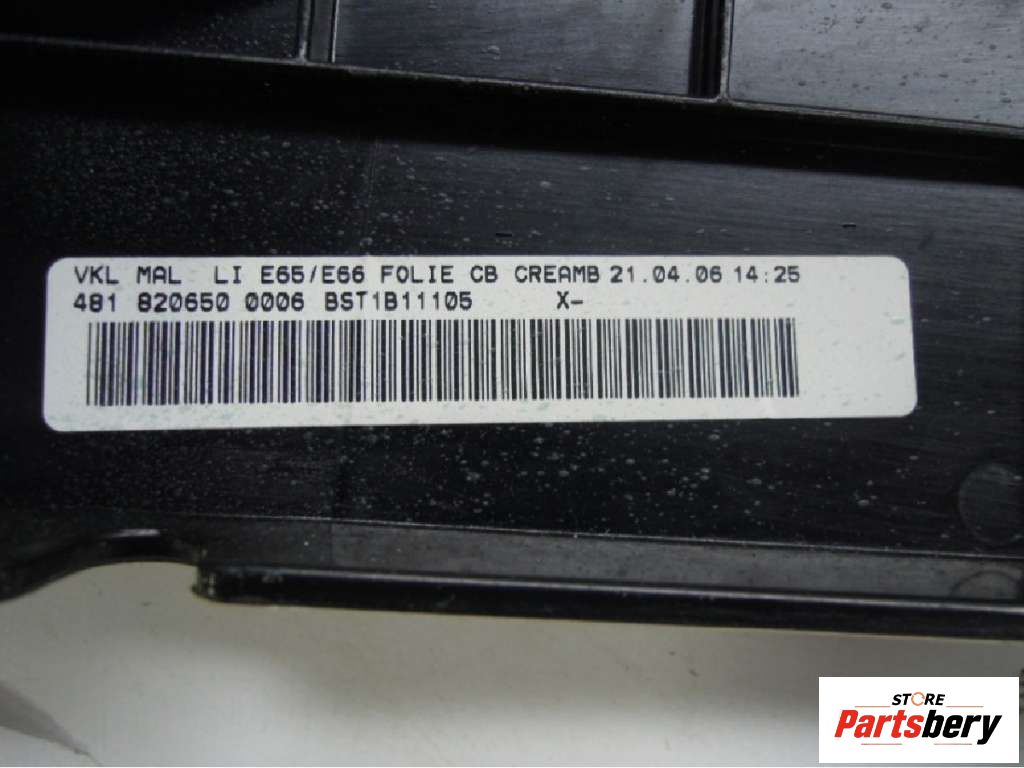 VKL MAL LI E65/E66 FOLIE CB CREAMB 21.04.06 14:25
481 820650 0006 BST1B11105 X-
STORE
Partsbery